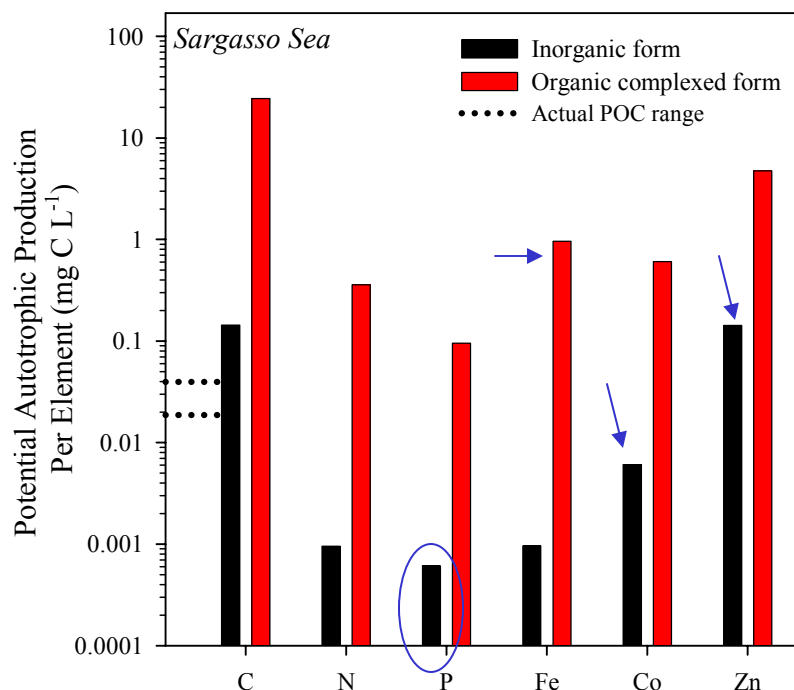 Sargasso Sea
Inorganic form
Organic complexed form
Actual POC range
Potential Autotrophic Production
Per Element (mg C L⁻¹)
100
10
1
0.1
0.01
0.001
0.0001
C N P Fe Co Zn